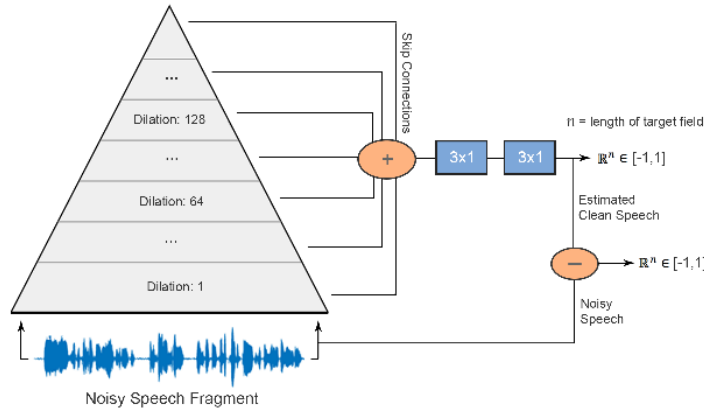 ...
Dilation: 128
...
Dilation: 64
...
Dilation: 1
Noisy Speech Fragment
Skip Connections
+
3x1
3x1
n = length of target field
ℝⁿ ∈ [-1,1]
Estimated
Clean Speech
−
ℝⁿ ∈ [-1,1]
Noisy
Speech